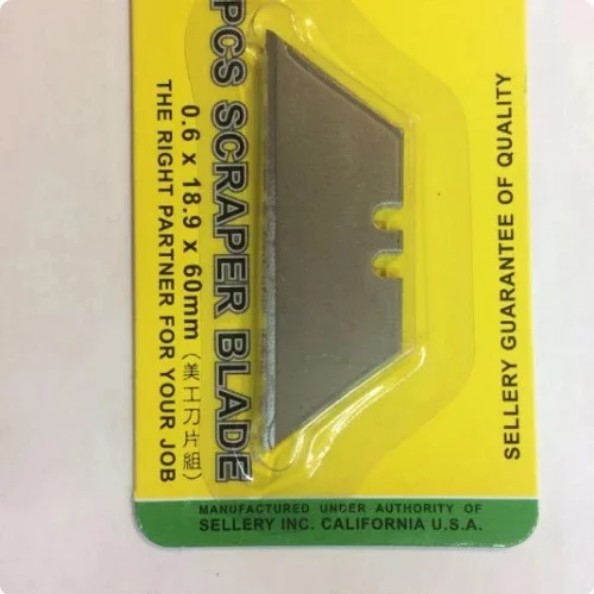 PCS SCRAPER BLADE
0.6 x 18.9 x 60mm (美工刀片組)
THE RIGHT PARTNER FOR YOUR JOB
SELLERY GUARANTEE OF QUALITY
MANUFACTURED UNDER AUTHORITY OF
SELLERY INC. CALIFORNIA U.S.A.